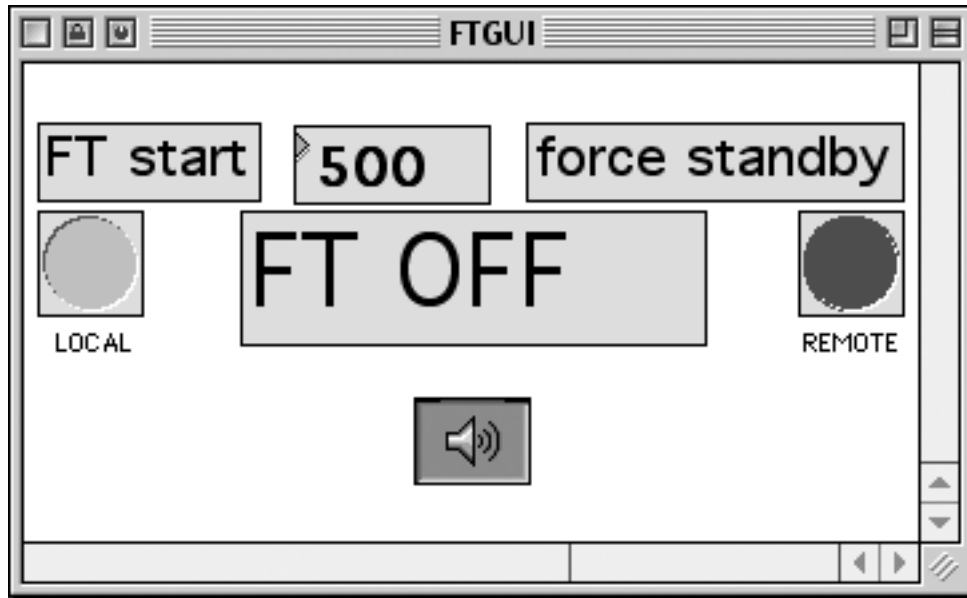 FTGUI
FT start
500
force standby
FT OFF
LOCAL
REMOTE